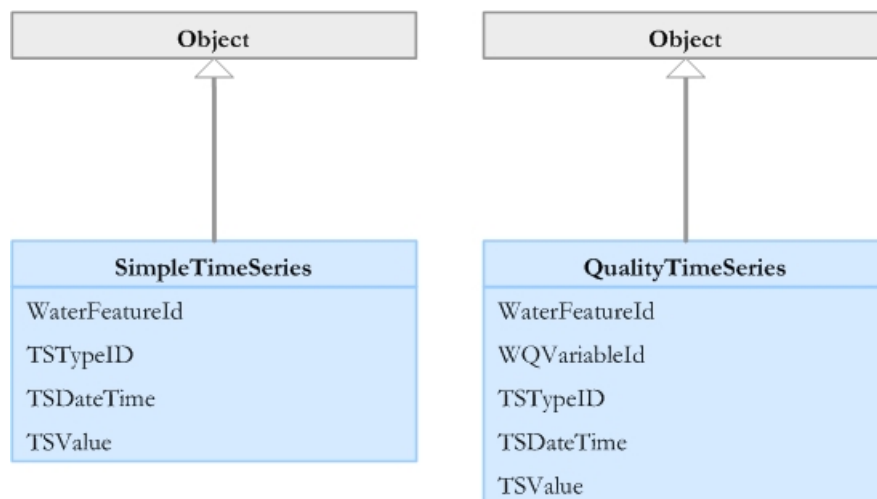 Object
SimpleTimeSeries
WaterFeatureId
TSTypeID
TSDateTime
TSValue
Object
QualityTimeSeries
WaterFeatureId
WQVariableId
TSTypeID
TSDateTime
TSValue